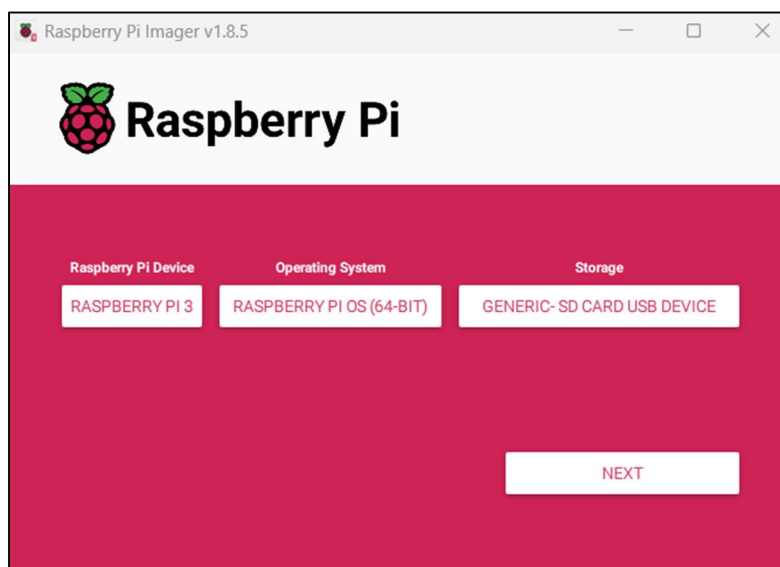 Raspberry Pi Imager v1.8.5
Raspberry Pi
Raspberry Pi Device Operating System Storage
RASPBERRY PI 3 RASPBERRY PI OS (64-BIT) GENERIC- SD CARD USB DEVICE
NEXT